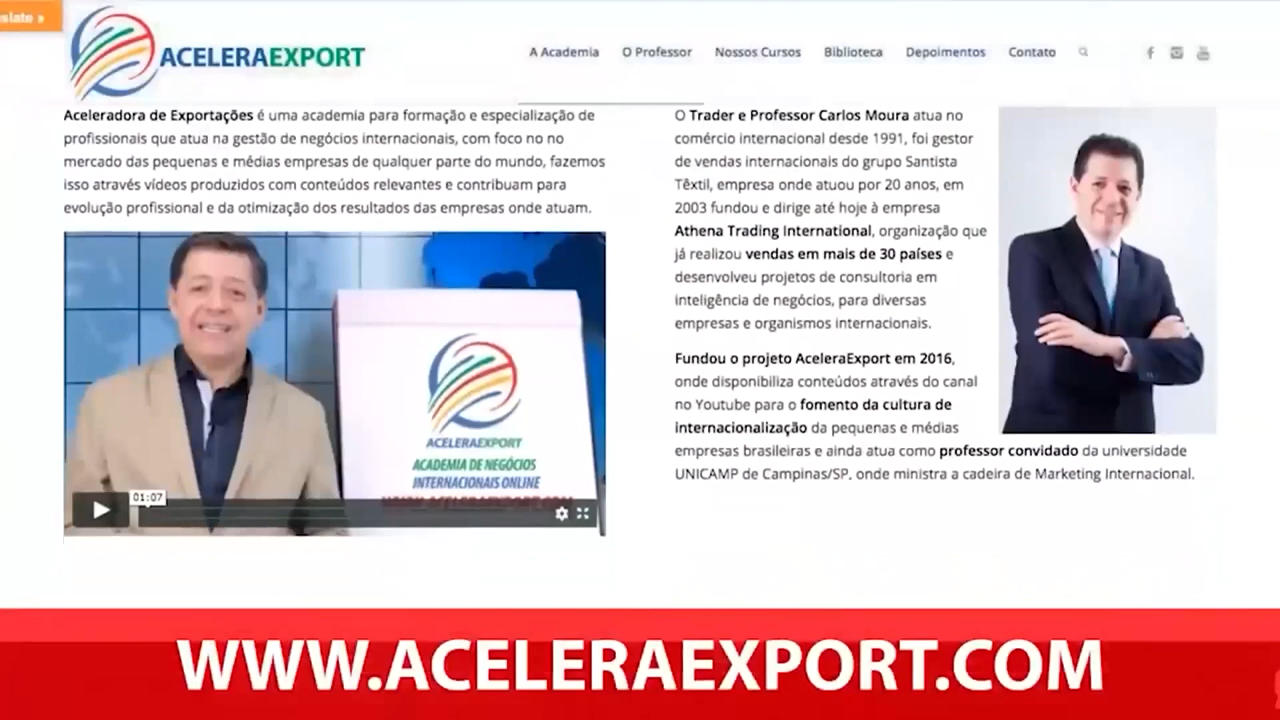 slate »
ACELERAEXPORT
A Academia O Professor Nossos Cursos Biblioteca Depoimentos Contato
Aceleradora de Exportações é uma academia para formação e especialização de
profissionais que atua na gestão de negócios internacionais, com foco no no
mercado das pequenas e médias empresas de qualquer parte do mundo, fazemos
isso através vídeos produzidos com conteúdos relevantes e contribuam para
evolução profissional e da otimização dos resultados das empresas onde atuam.
ACELERAEXPORT
ACADEMIA DE NEGÓCIOS
INTERNACIONAIS ONLINE
WWW.ACELERAEXPORT.COM
01:07
O Trader e Professor Carlos Moura atua no
comércio internacional desde 1991, foi gestor
de vendas internacionais do grupo Santista
Têxtil, empresa onde atuou por 20 anos, em
2003 fundou e dirige até hoje à empresa
Athena Trading International, organização que
já realizou vendas em mais de 30 países e
desenvolveu projetos de consultoria em
inteligência de negócios, para diversas
empresas e organismos internacionais.
Fundou o projeto AceleraExport em 2016,
onde disponibiliza conteúdos através do canal
no Youtube para o fomento da cultura de
internacionalização da pequenas e médias
empresas brasileiras e ainda atua como professor convidado da universidade
UNICAMP de Campinas/SP, onde ministra a cadeira de Marketing Internacional.
WWW.ACELERAEXPORT.COM